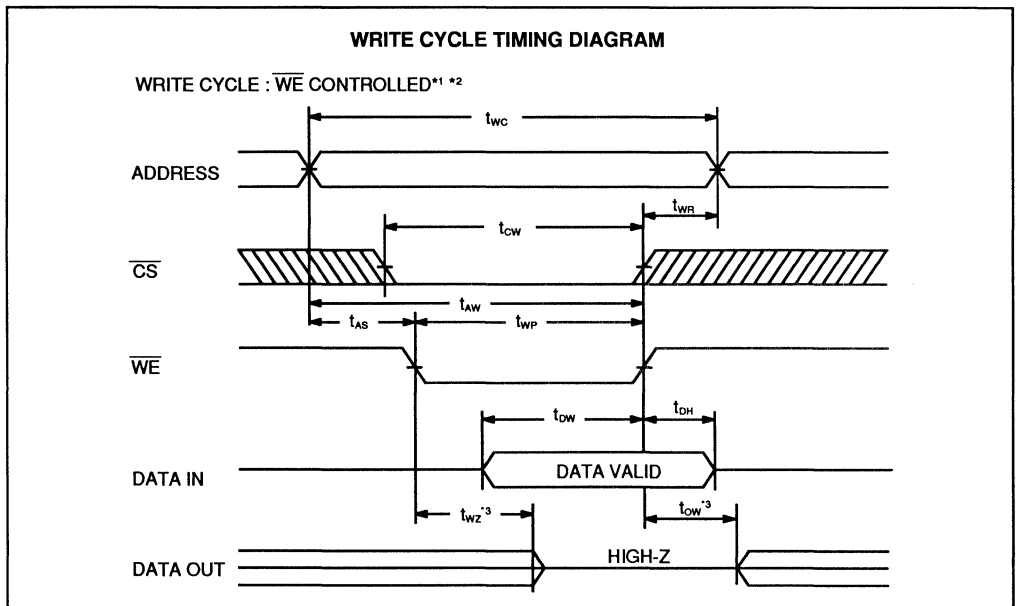 WRITE CYCLE TIMING DIAGRAM
WRITE CYCLE : WE CONTROLLED*1 *2
tWC
ADDRESS
tWR
tCW
CS
tAW
tAS
tWP
WE
tDW
tDH
DATA IN
DATA VALID
tWZ*3
tOW*3
DATA OUT
HIGH-Z